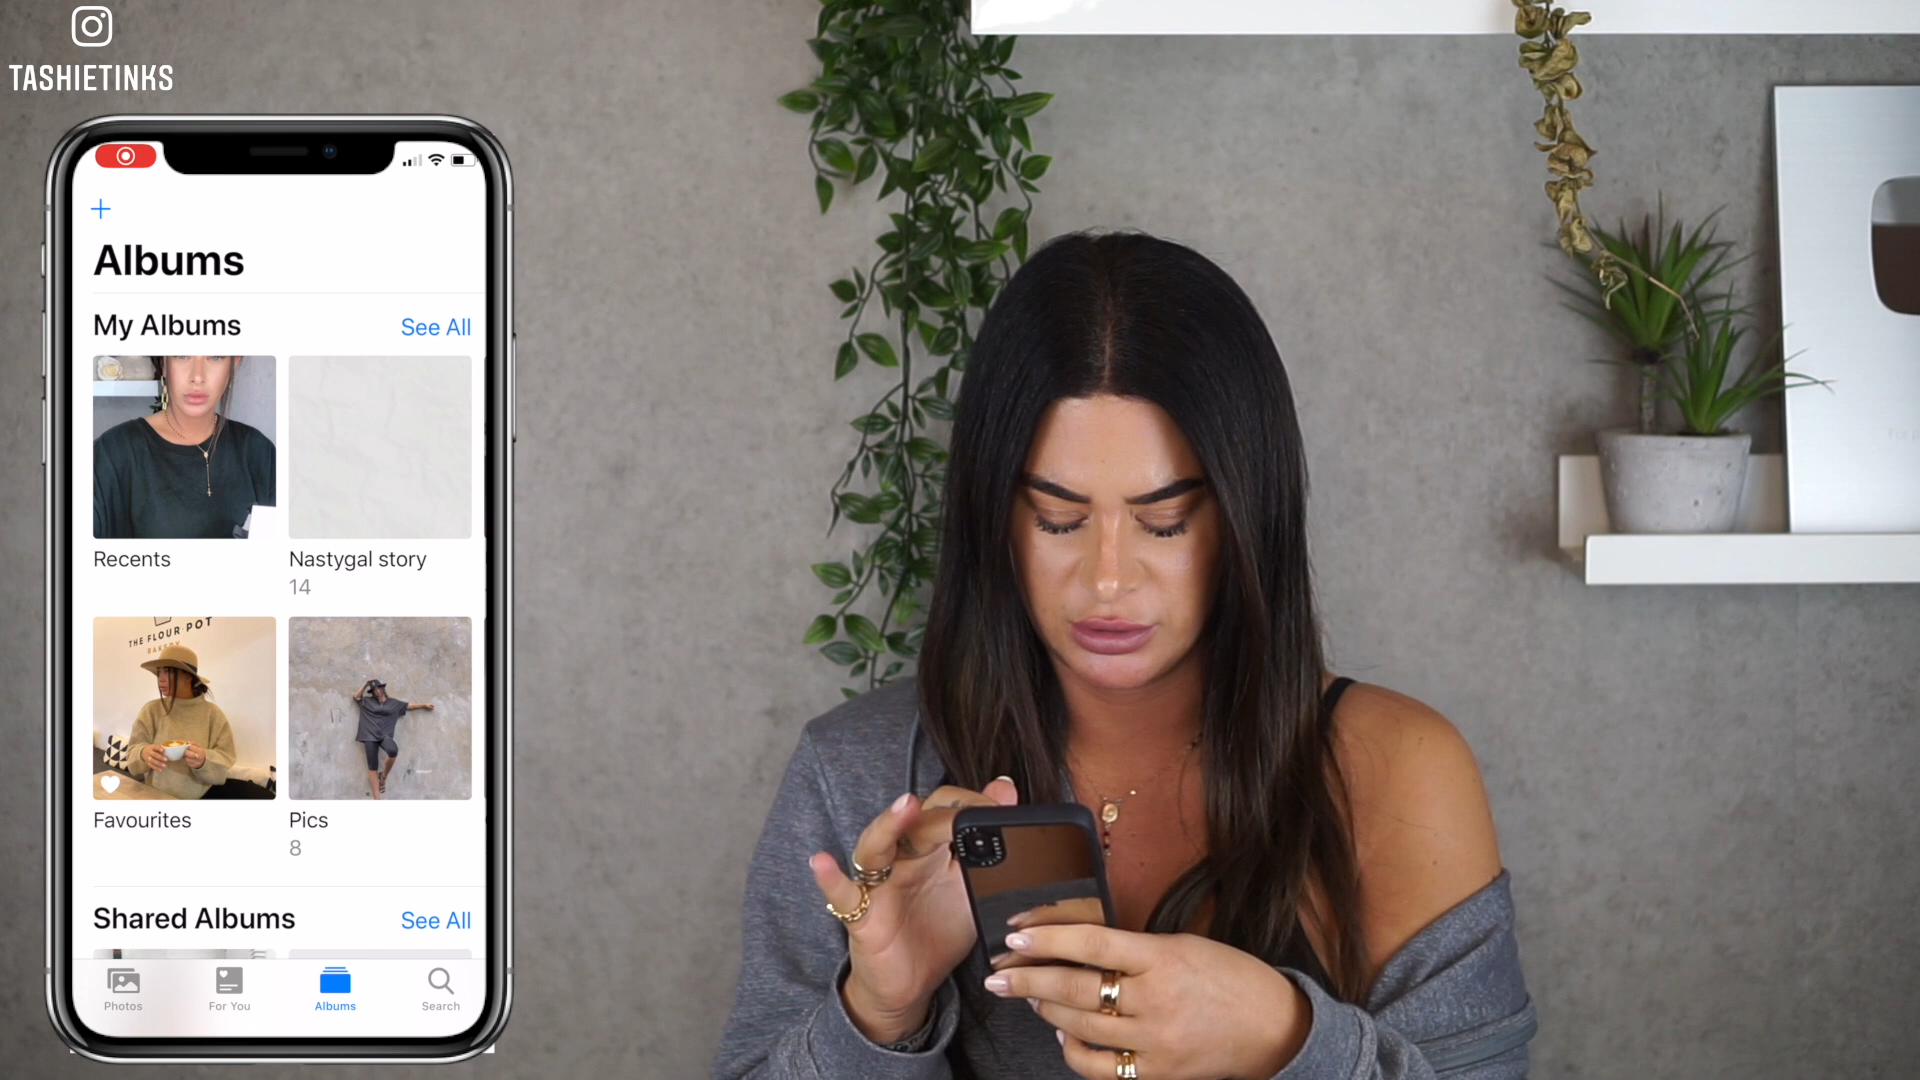 TASHIETINKS
Albums
My Albums
See All
Recents
Nastygal story
14
THE FLOUR POT
BAKERY
Favourites
Pics
8
Shared Albums
See All
Photos
For You
Albums
Search